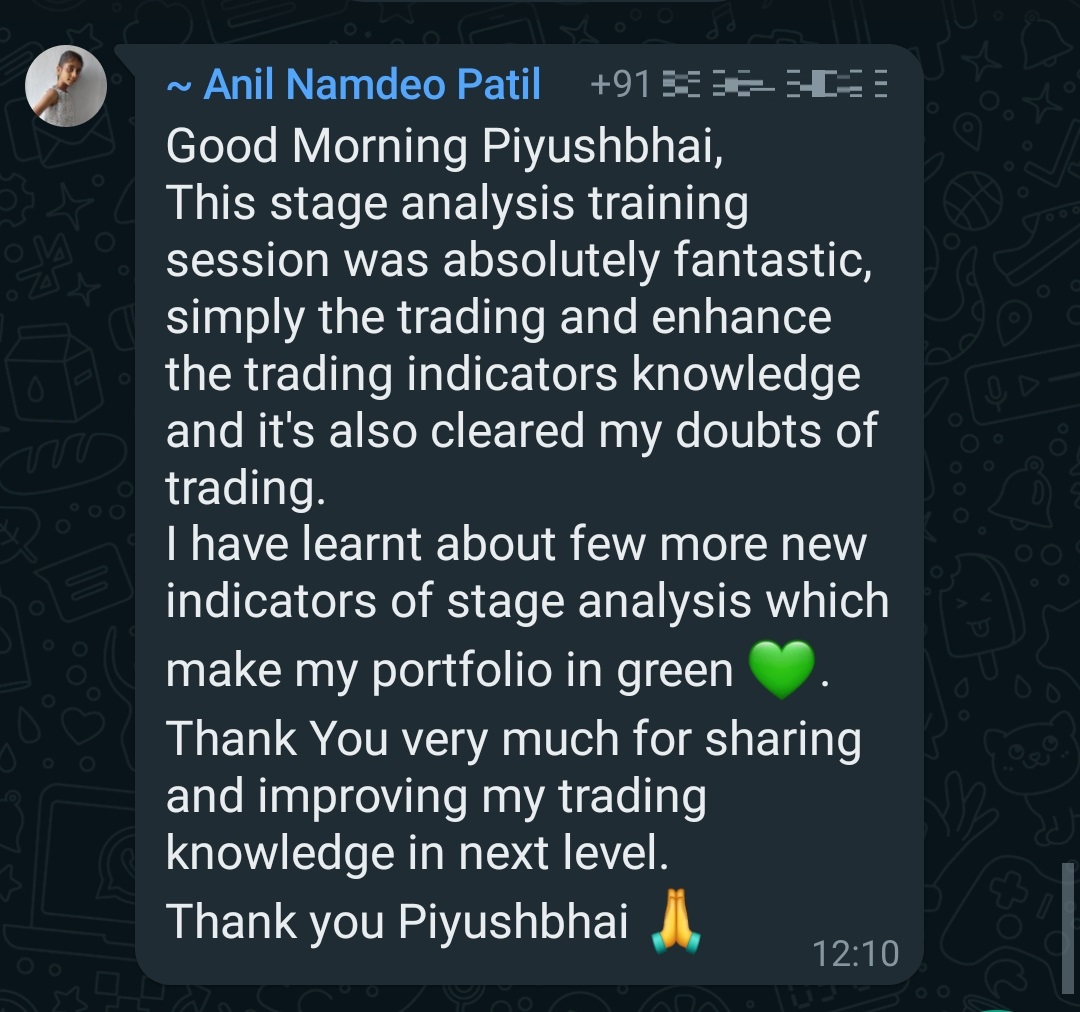 ~ Anil Namdeo Patil +91
Good Morning Piyushbhai,
This stage analysis training
session was absolutely fantastic,
simply the trading and enhance
the trading indicators knowledge
and it's also cleared my doubts of
trading.
I have learnt about few more new
indicators of stage analysis which
make my portfolio in green 💚.
Thank You very much for sharing
and improving my trading
knowledge in next level.
Thank you Piyushbhai 🙏
12:10